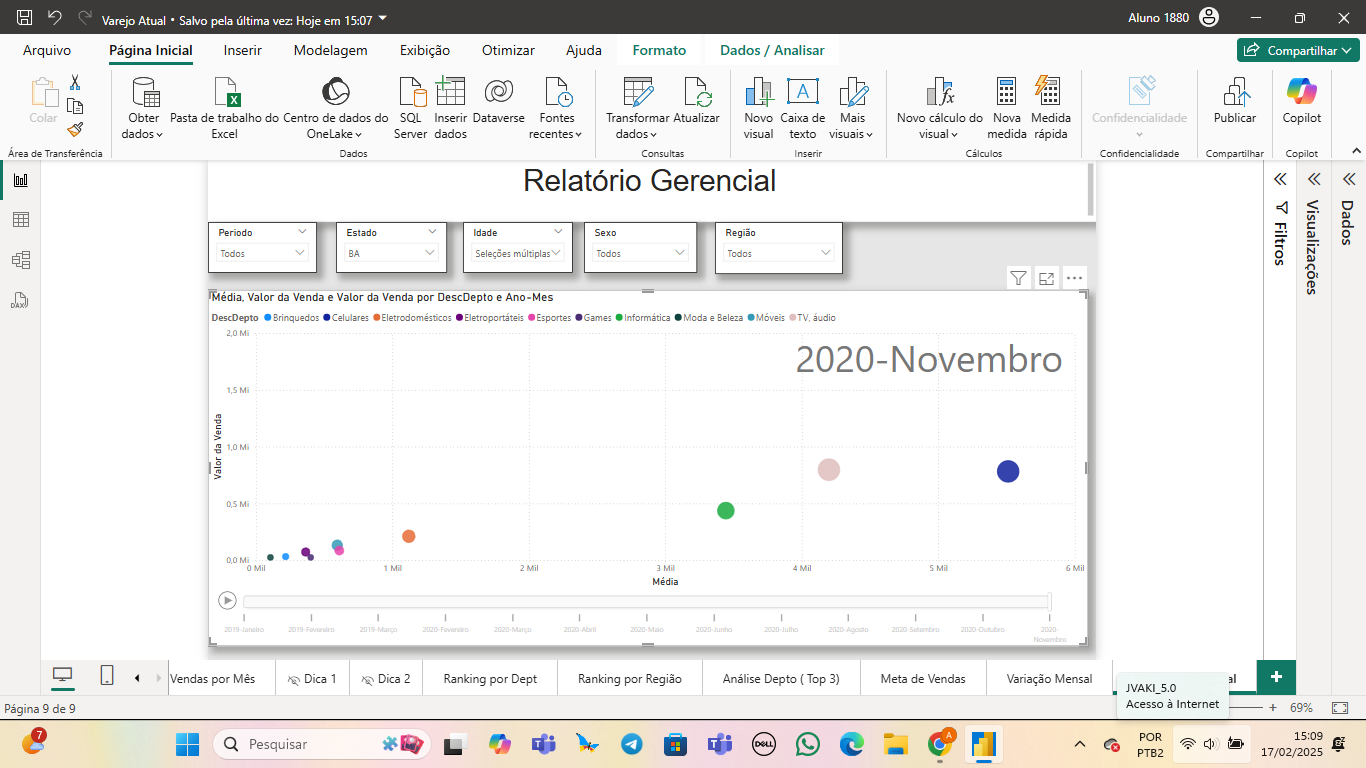 Varejo Atual • Salvo pela última vez: Hoje em 15:07
Aluno 1880
Arquivo
Página Inicial
Inserir
Modelagem
Exibição
Otimizar
Ajuda
Formato
Dados / Analisar
Compartilhar
Colar
Obter dados
Pasta de trabalho do Excel
Centro de dados do OneLake
SQL Server
Inserir dados
Dataverse
Fontes recentes
Transformar dados
Atualizar
Novo visual
Caixa de texto
Mais visuais
Novo cálculo do visual
Nova medida
Medida rápida
Confidencialidade
Publicar
Copilot
Área de Transferência
Dados
Consultas
Inserir
Cálculos
Confidencialidade
Compartilhar
Copilot
Relatório Gerencial
Periodo
Todos
Estado
BA
Idade
Seleções múltiplas
Sexo
Todos
Região
Todos
Filtros
Visualizações
Dados
Média, Valor da Venda e Valor da Venda por DescDepto e Ano-Mes
DescDepto Brinquedos Celulares Eletrodomésticos Eletroportáteis Esportes Games Informática Moda e Beleza Móveis TV, áudio
2020-Novembro
2,0 Mi
1,5 Mi
1,0 Mi
0,5 Mi
0,0 Mi
Valor da Venda
0 Mil
1 Mil
2 Mil
3 Mil
4 Mil
5 Mil
6 Mil
Média
2019-Janeiro
2019-Fevereiro
2019-Março
2020-Fevereiro
2020-Março
2020-Abril
2020-Maio
2020-Junho
2020-Julho
2020-Agosto
2020-Setembro
2020-Outubro
2020-Novembro
Vendas por Mês
Dica 1
Dica 2
Ranking por Dept
Ranking por Região
Análise Depto ( Top 3)
Meta de Vendas
Variação Mensal
al
+
JVAKI_5.0
Acesso à Internet
Página 9 de 9
+
69%
7
Pesquisar
DELL
A
POR
PTB2
15:09
17/02/2025